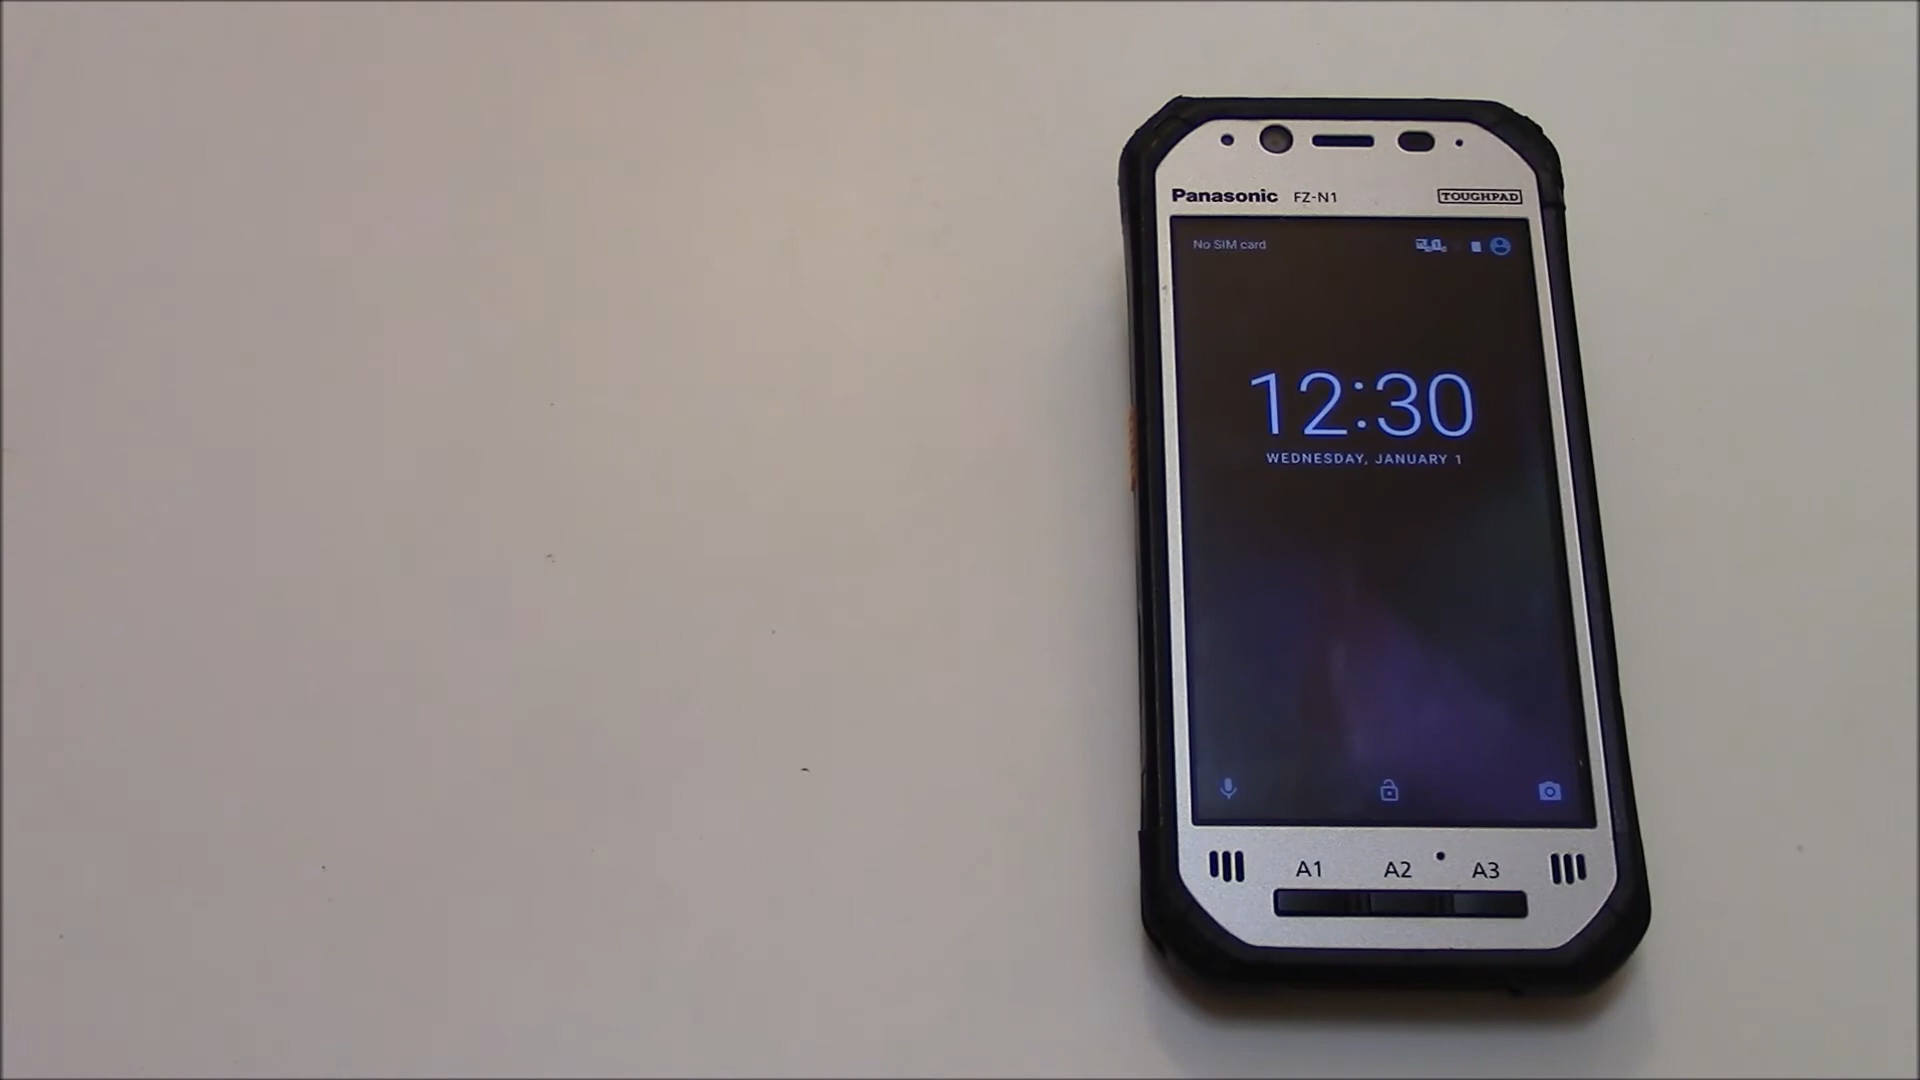 Panasonic FZ-N1 TOUGHPAD
No SIM card
12:30
WEDNESDAY, JANUARY 1
A1 A2 A3